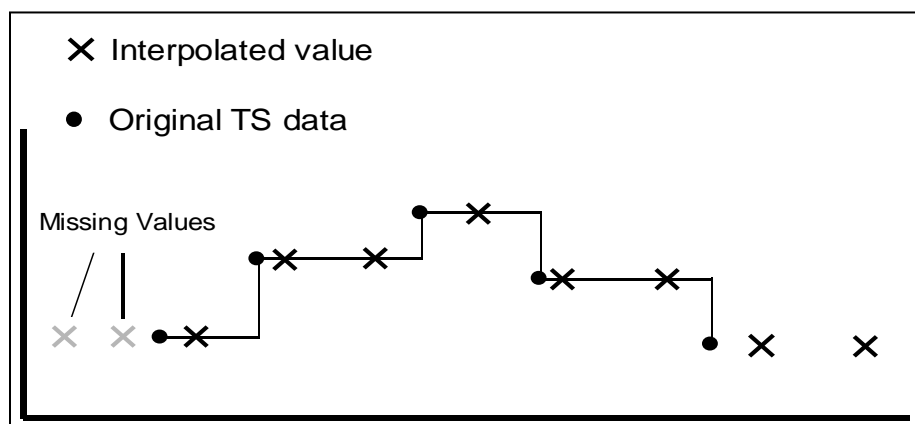 Interpolated value
Original TS data
Missing Values